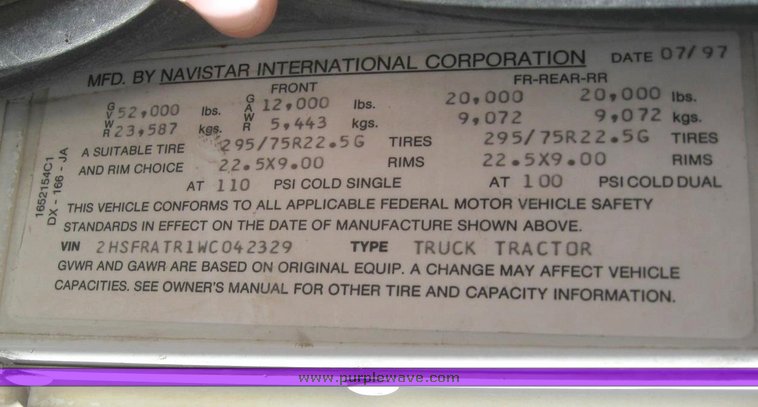 MFD. BY NAVISTAR INTERNATIONAL CORPORATION DATE 07/97
FRONT FR-REAR-RR
GVWR 52,000 lbs. GAWR 12,000 lbs. 20,000 20,000 lbs.
23,587 kgs. 5,443 kgs. 9,072 9,072 kgs.
A SUITABLE TIRE 295/75R22.5G TIRES 295/75R22.5G TIRES
AND RIM CHOICE 22.5X9.00 RIMS 22.5X9.00 RIMS
AT 110 PSI COLD SINGLE AT 100 PSI COLD DUAL
THIS VEHICLE CONFORMS TO ALL APPLICABLE FEDERAL MOTOR VEHICLE SAFETY
STANDARDS IN EFFECT ON THE DATE OF MANUFACTURE SHOWN ABOVE.
VIN 2HSFRATR1WC042329 TYPE TRUCK TRACTOR
GVWR AND GAWR ARE BASED ON ORIGINAL EQUIP. A CHANGE MAY AFFECT VEHICLE
CAPACITIES. SEE OWNER'S MANUAL FOR OTHER TIRE AND CAPACITY INFORMATION.
1652154C1
DX - 166 - JA
www.purplewave.com